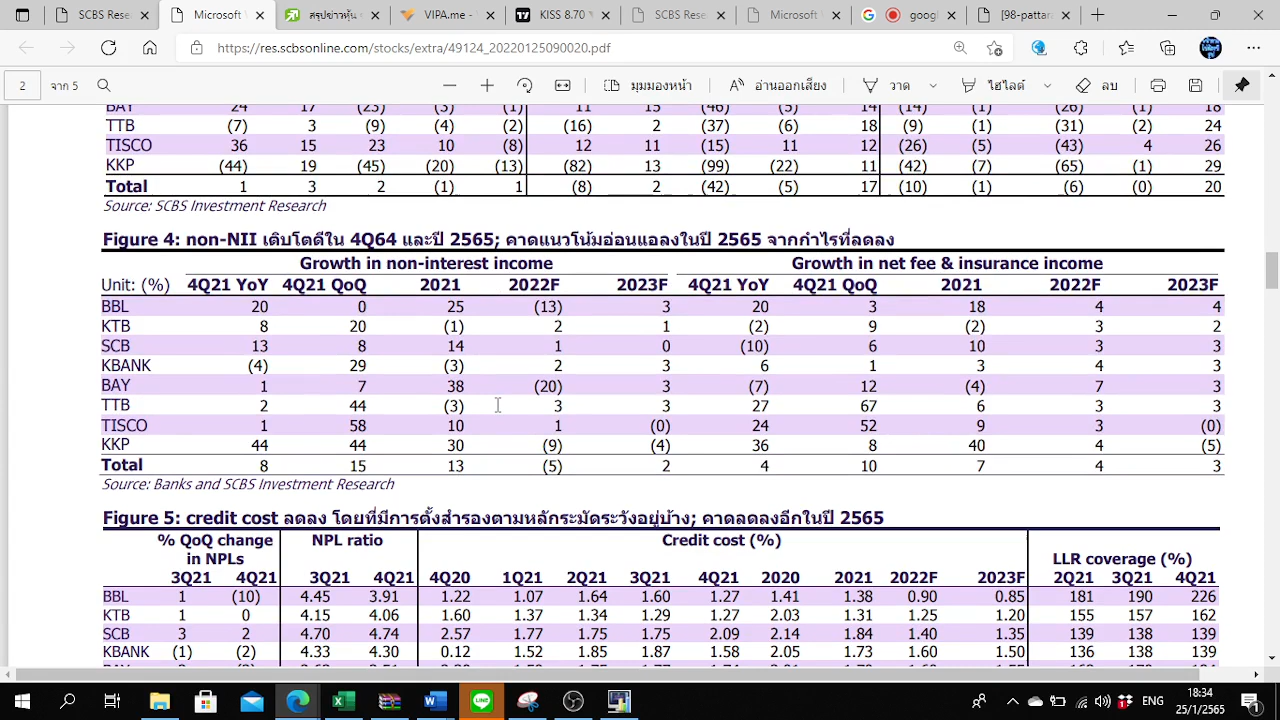 SCBS Resea
Microsoft V
สรุปข่าวหุ้
VIPA.me -
KISS 8.70
SCBS Resea
Microsoft V
googl
[98-pattar
https://res.scbsonline.com/stocks/extra/49124_20220125090020.pdf
2 จาก 5 มุมมองหน้า อ่านออกเสียง วาด ไฮไลต์ ลบ
BAY 24 17 (23) (3) (1) 11 15 (46) (5) 14 (14) (1) (26) (1) 18
TTB (7) 3 (9) (4) (2) (16) 2 (37) (6) 18 (9) (1) (31) (2) 24
TISCO 36 15 23 10 (8) 12 11 (15) 11 12 (26) (5) (43) 4 26
KKP (44) 19 (45) (20) (13) (82) 13 (99) (22) 11 (42) (7) (65) (1) 29
Total 1 3 2 (1) 1 (8) 2 (42) (5) 17 (10) (1) (6) (0) 20
Source: SCBS Investment Research
Figure 4: non-NII เติบโตดีใน 4Q64 และปี 2565; คาดแนวโน้มอ่อนแอลงในปี 2565 จากกำไรที่ลดลง
Growth in non-interest income Growth in net fee & insurance income
Unit: (%) 4Q21 YoY 4Q21 QoQ 2021 2022F 2023F 4Q21 YoY 4Q21 QoQ 2021 2022F 2023F
BBL 20 0 25 (13) 3 20 3 18 4 4
KTB 8 20 (1) 2 1 (2) 9 (2) 3 2
SCB 13 8 14 1 0 (10) 6 10 3 3
KBANK (4) 29 (3) 2 3 6 1 3 4 3
BAY 1 7 38 (20) 3 (7) 12 (4) 7 3
TTB 2 44 (3) 3 3 27 67 6 3 3
TISCO 1 58 10 1 (0) 24 52 9 3 (0)
KKP 44 44 30 (9) (4) 36 8 40 4 (5)
Total 8 15 13 (5) 2 4 10 7 4 3
Source: Banks and SCBS Investment Research
Figure 5: credit cost ลดลง โดยที่มีการตั้งสำรองตามหลักระมัดระวังอยู่บ้าง; คาดลดลงอีกในปี 2565
% QoQ change NPL ratio Credit cost (%)
in NPLs LLR coverage (%)
3Q21 4Q21 3Q21 4Q21 4Q20 1Q21 2Q21 3Q21 4Q21 2020 2021 2022F 2023F 2Q21 3Q21 4Q21
BBL 1 (10) 4.45 3.91 1.22 1.07 1.64 1.60 1.27 1.41 1.38 0.90 0.85 181 190 226
KTB 1 0 4.15 4.06 1.60 1.37 1.34 1.29 1.27 2.03 1.31 1.25 1.20 155 157 162
SCB 3 2 4.70 4.74 2.57 1.77 1.75 1.75 2.09 2.14 1.84 1.40 1.35 139 138 139
KBANK (1) (2) 4.33 4.30 0.12 1.52 1.85 1.87 1.58 2.05 1.73 1.60 1.50 136 138 139
ENG 18:34
25/1/2565